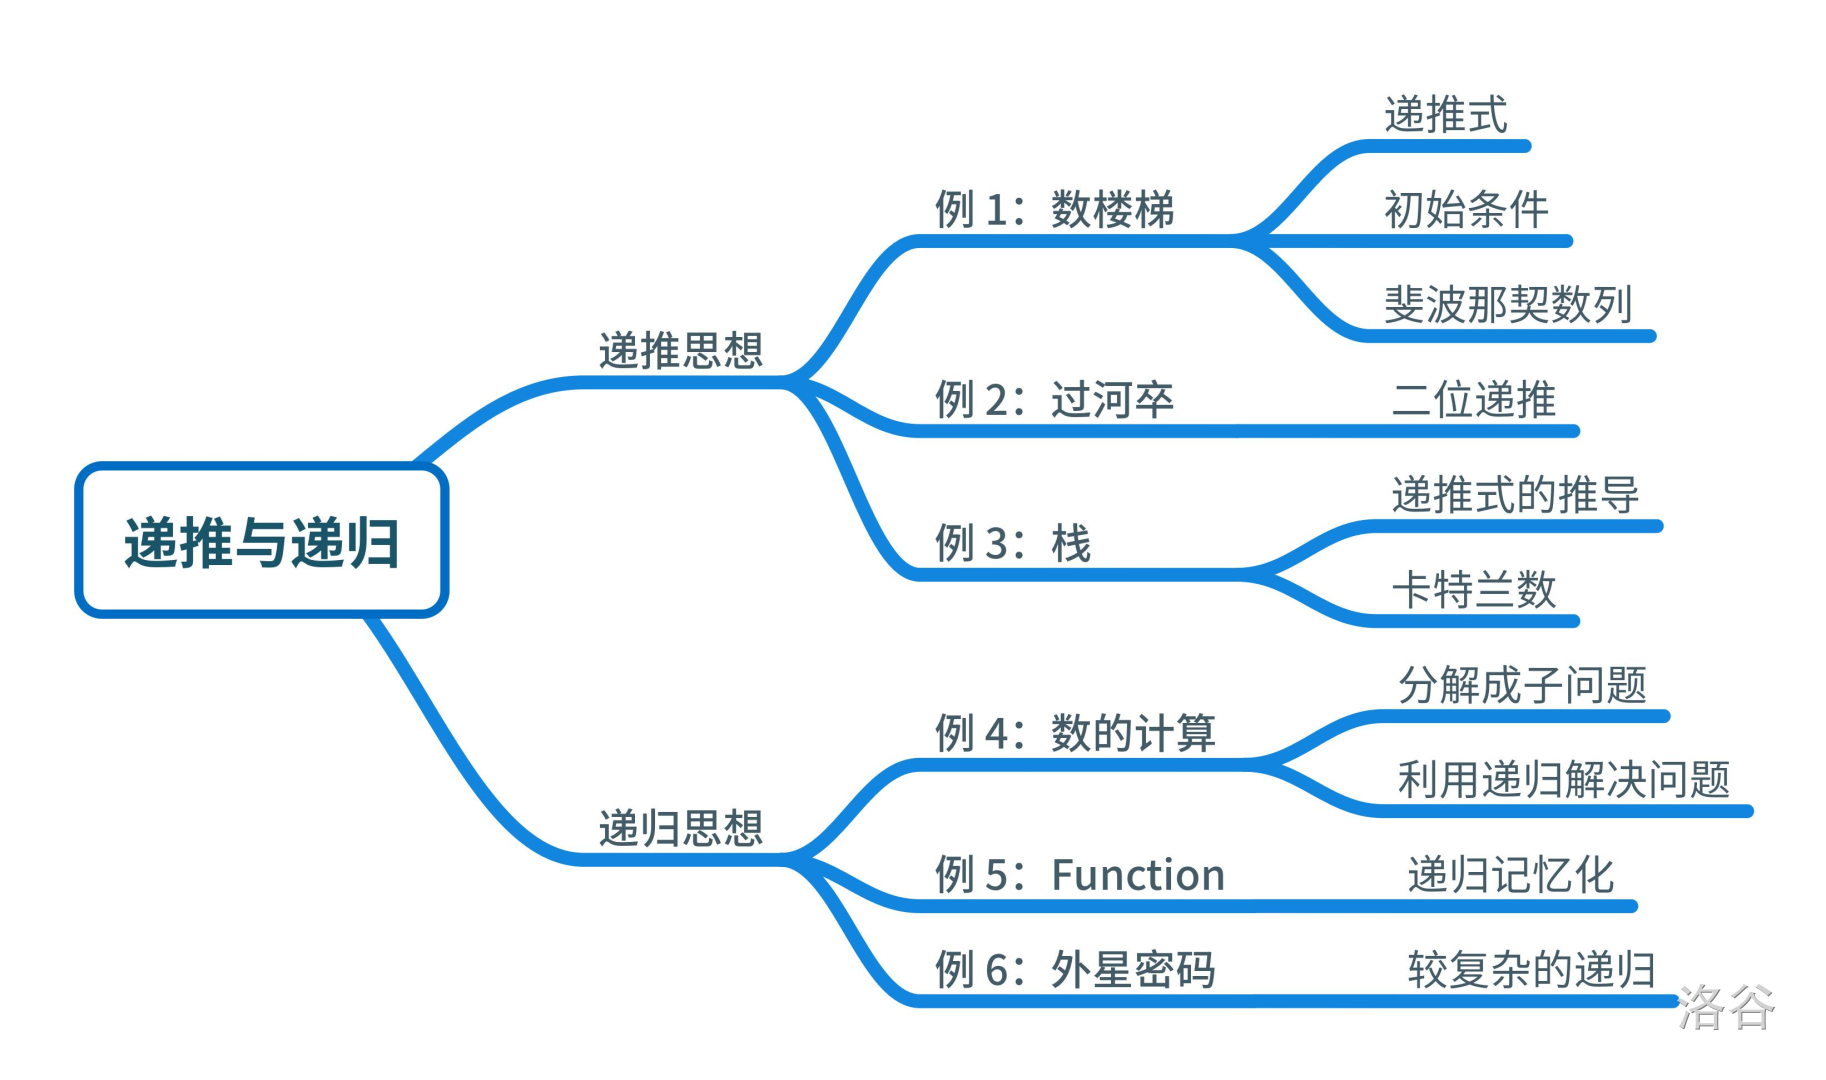 递推与递归
递推思想
例 1：数楼梯
递推式
初始条件
斐波那契数列
例 2：过河卒
二位递推
例 3：栈
递推式的推导
卡特兰数
递归思想
例 4：数的计算
分解成子问题
利用递归解决问题
例 5：Function
递归记忆化
例 6：外星密码
较复杂的递归
洛谷